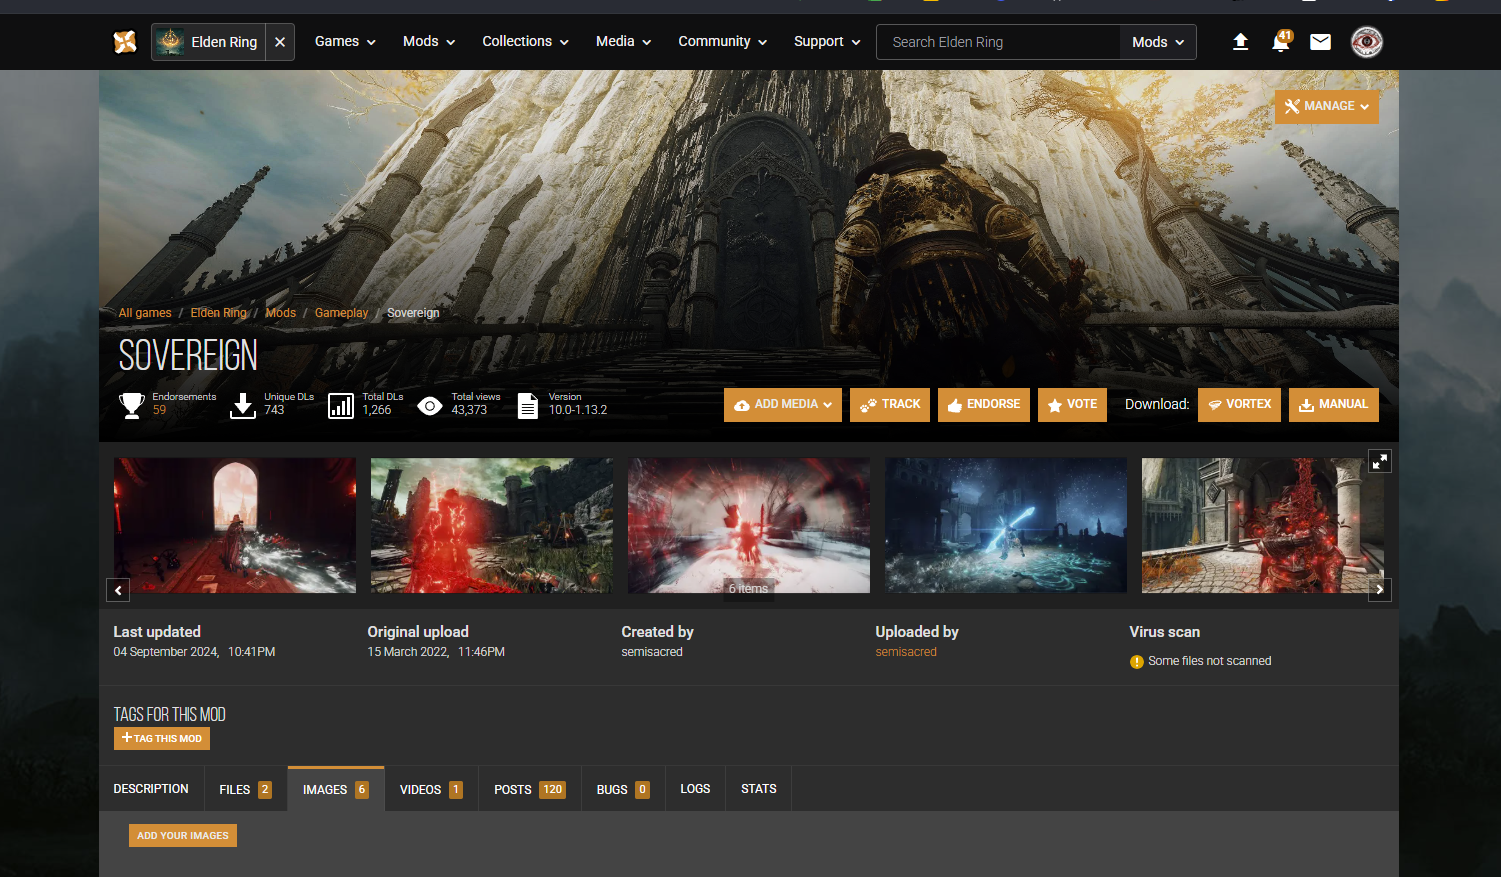 Elden Ring
Games
Mods
Collections
Media
Community
Support
Search Elden Ring
Mods
41
MANAGE
All games / Elden Ring / Mods / Gameplay / Sovereign
SOVEREIGN
Endorsements
59
Unique DLs
743
Total DLs
1,266
Total views
43,373
Version
10.0-1.13.2
ADD MEDIA
TRACK
ENDORSE
VOTE
Download:
VORTEX
MANUAL
6 items
Last updated
04 September 2024, 10:41PM
Original upload
15 March 2022, 11:46PM
Created by
semisacred
Uploaded by
semisacred
Virus scan
Some files not scanned
TAGS FOR THIS MOD
+ TAG THIS MOD
DESCRIPTION
FILES 2
IMAGES 6
VIDEOS 1
POSTS 120
BUGS 0
LOGS
STATS
ADD YOUR IMAGES